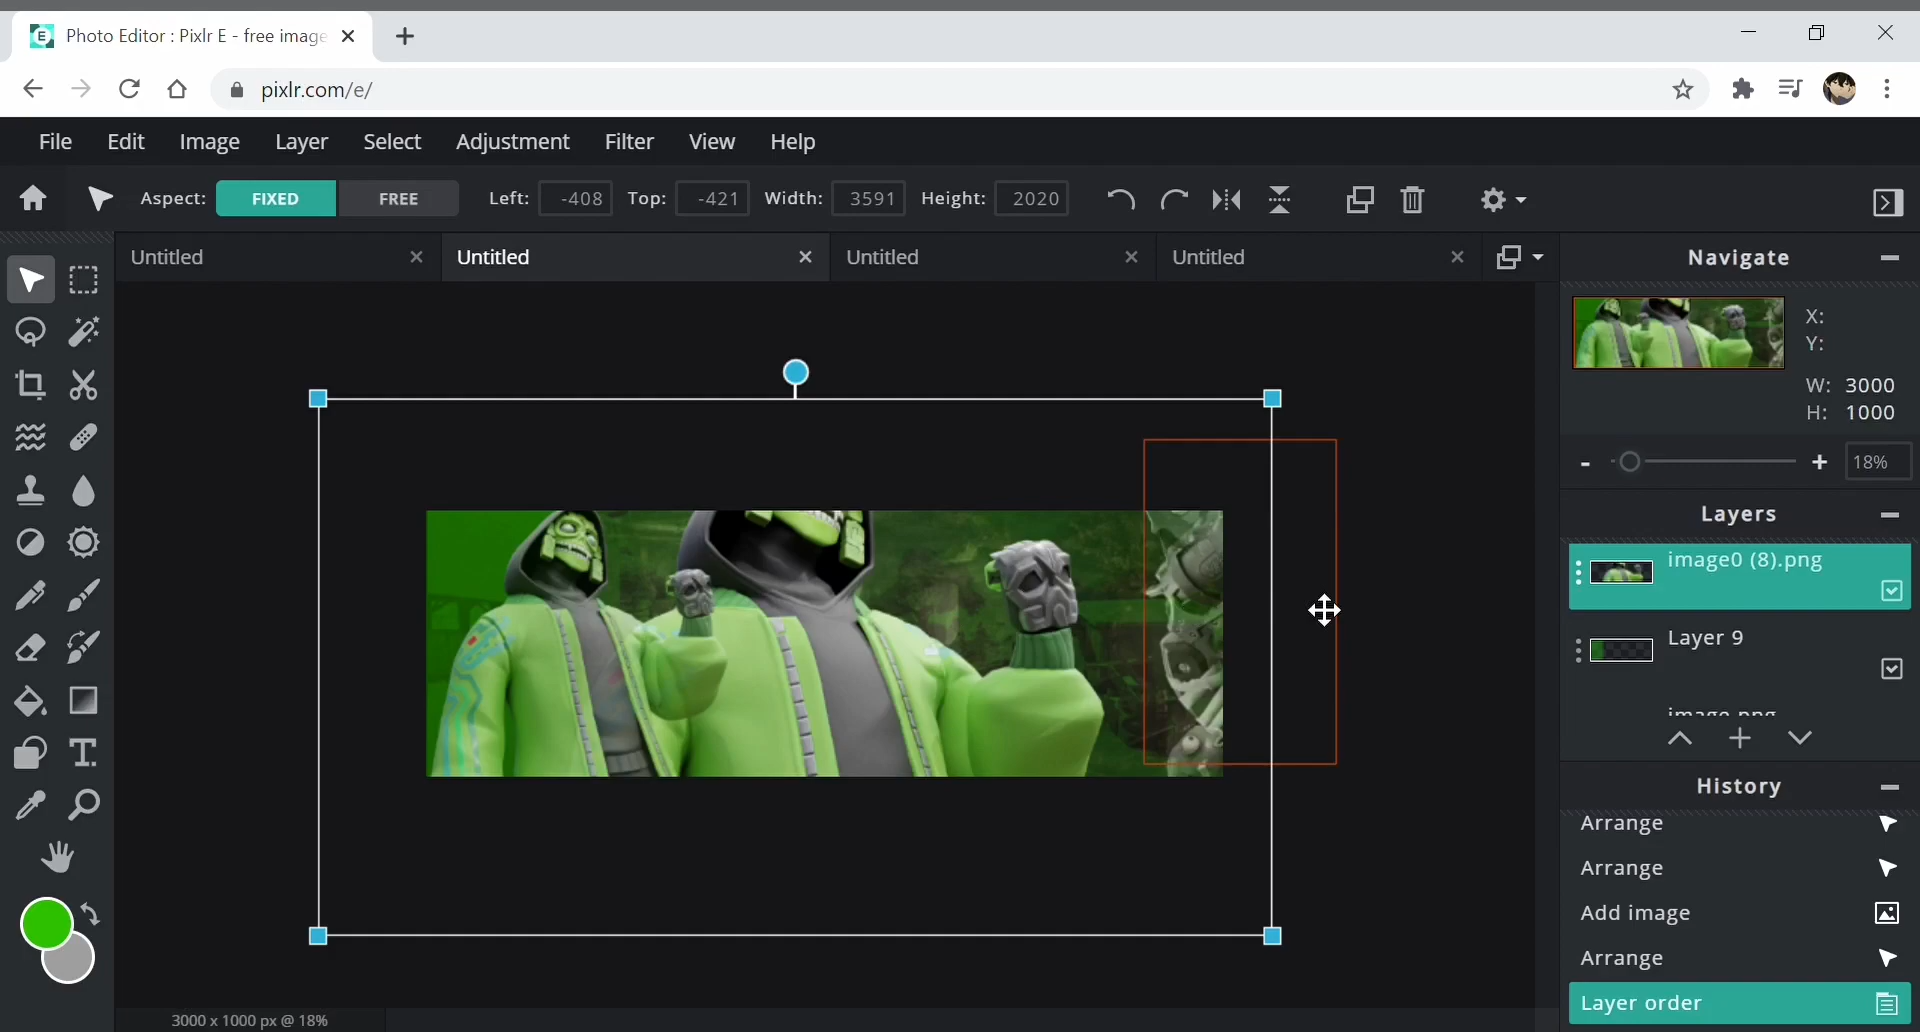 Photo Editor : Pixlr E - free image
pixlr.com/e/
File Edit Image Layer Select Adjustment Filter View Help
Aspect: FIXED FREE Left: -408 Top: -421 Width: 3591 Height: 2020
Untitled Untitled Untitled Untitled
Navigate
X:
Y:
W: 3000
H: 1000
- + 18%
Layers
image0 (8).png
Layer 9
image.png
History
Arrange
Arrange
Add image
Arrange
Layer order
3000 x 1000 px @ 18%